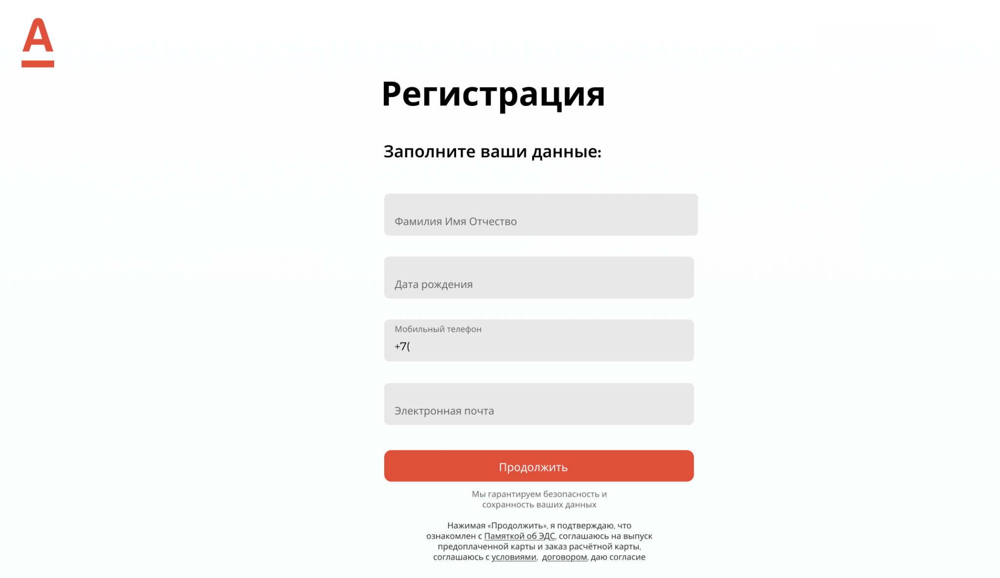 А
Регистрация
Заполните ваши данные:
Фамилия Имя Отчество
Дата рождения
Мобильный телефон
+7(
Электронная почта
Продолжить
Мы гарантируем безопасность и
сохранность ваших данных
Нажимая «Продолжить», я подтверждаю, что
ознакомлен с Памяткой об ЭДС, соглашаюсь на выпуск
предоплаченной карты и заказ расчётной карты,
соглашаюсь с условиями, договором, даю согласие